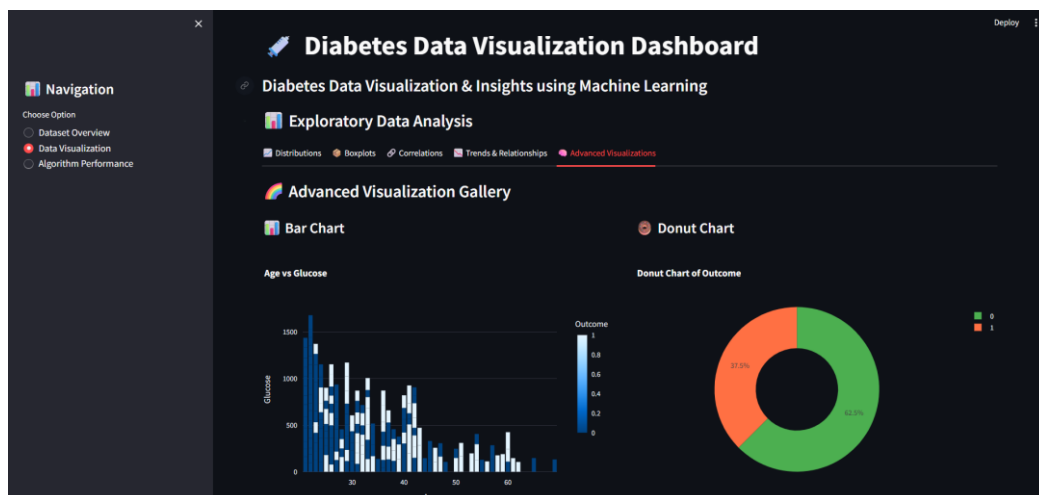 Deploy
Diabetes Data Visualization Dashboard
Navigation
Choose Option
Dataset Overview
Data Visualization
Algorithm Performance
Diabetes Data Visualization & Insights using Machine Learning
Exploratory Data Analysis
Distributions Boxplots Correlations Trends & Relationships Advanced Visualizations
Advanced Visualization Gallery
Bar Chart
Age vs Glucose
Glucose
1500
1000
500
0
30 40 50 60
Outcome
1
0.8
0.6
0.4
0.2
0
Donut Chart
Donut Chart of Outcome
37.5%
62.5%
0
1